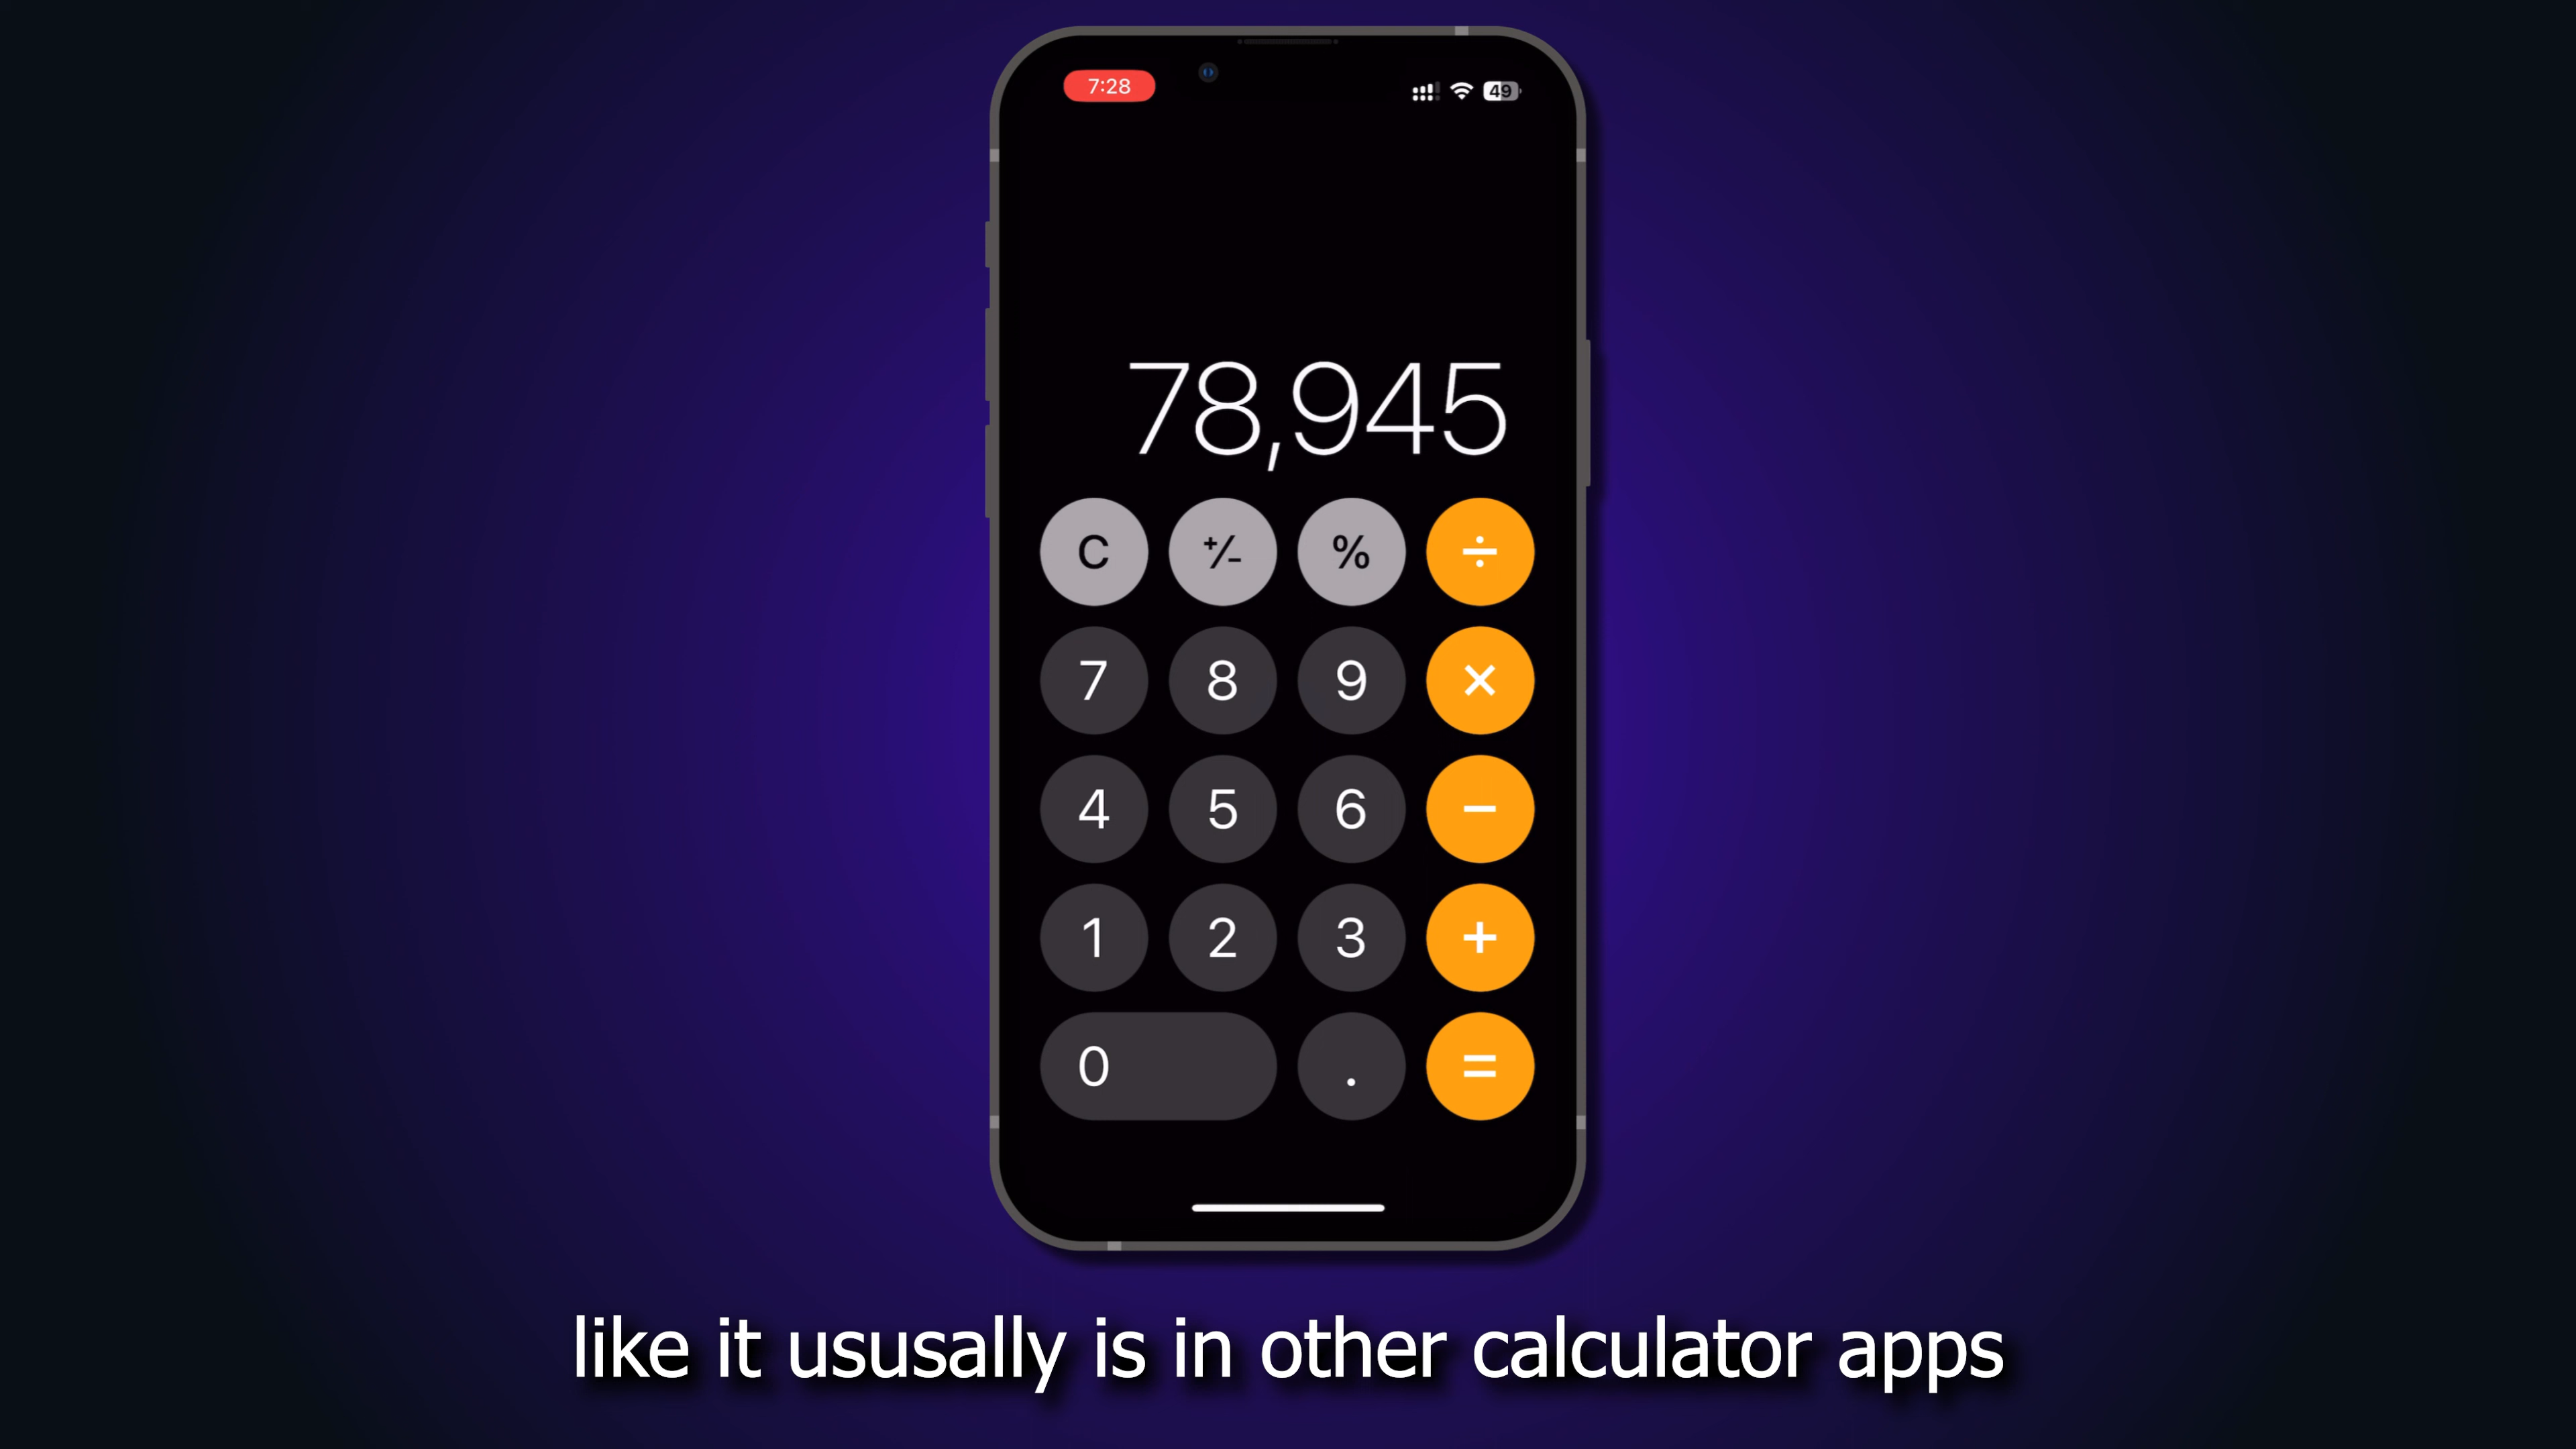 7:28
49
78,945
C +/- % ÷
7 8 9 ×
4 5 6 −
1 2 3 +
0 . =
like it ususally is in other calculator apps